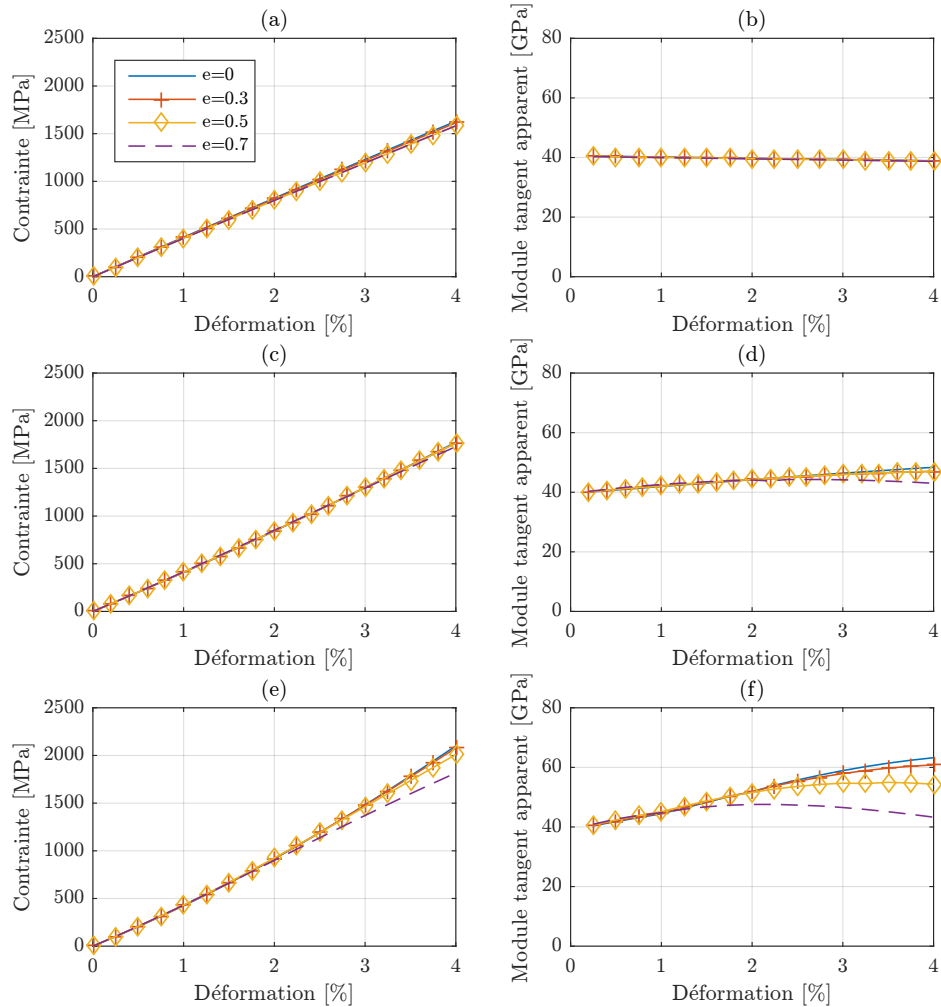 (a)
2500
2000
1500
1000
500
0
Contrainte [MPa]
e=0
e=0.3
e=0.5
e=0.7
0 1 2 3 4
Déformation [%]
(b)
80
60
40
20
0
Module tangent apparent [GPa]
0 1 2 3 4
Déformation [%]
(c)
2500
2000
1500
1000
500
0
Contrainte [MPa]
0 1 2 3 4
Déformation [%]
(d)
80
60
40
20
0
Module tangent apparent [GPa]
0 1 2 3 4
Déformation [%]
(e)
2500
2000
1500
1000
500
0
Contrainte [MPa]
0 1 2 3 4
Déformation [%]
(f)
80
60
40
20
0
Module tangent apparent [GPa]
0 1 2 3 4
Déformation [%]